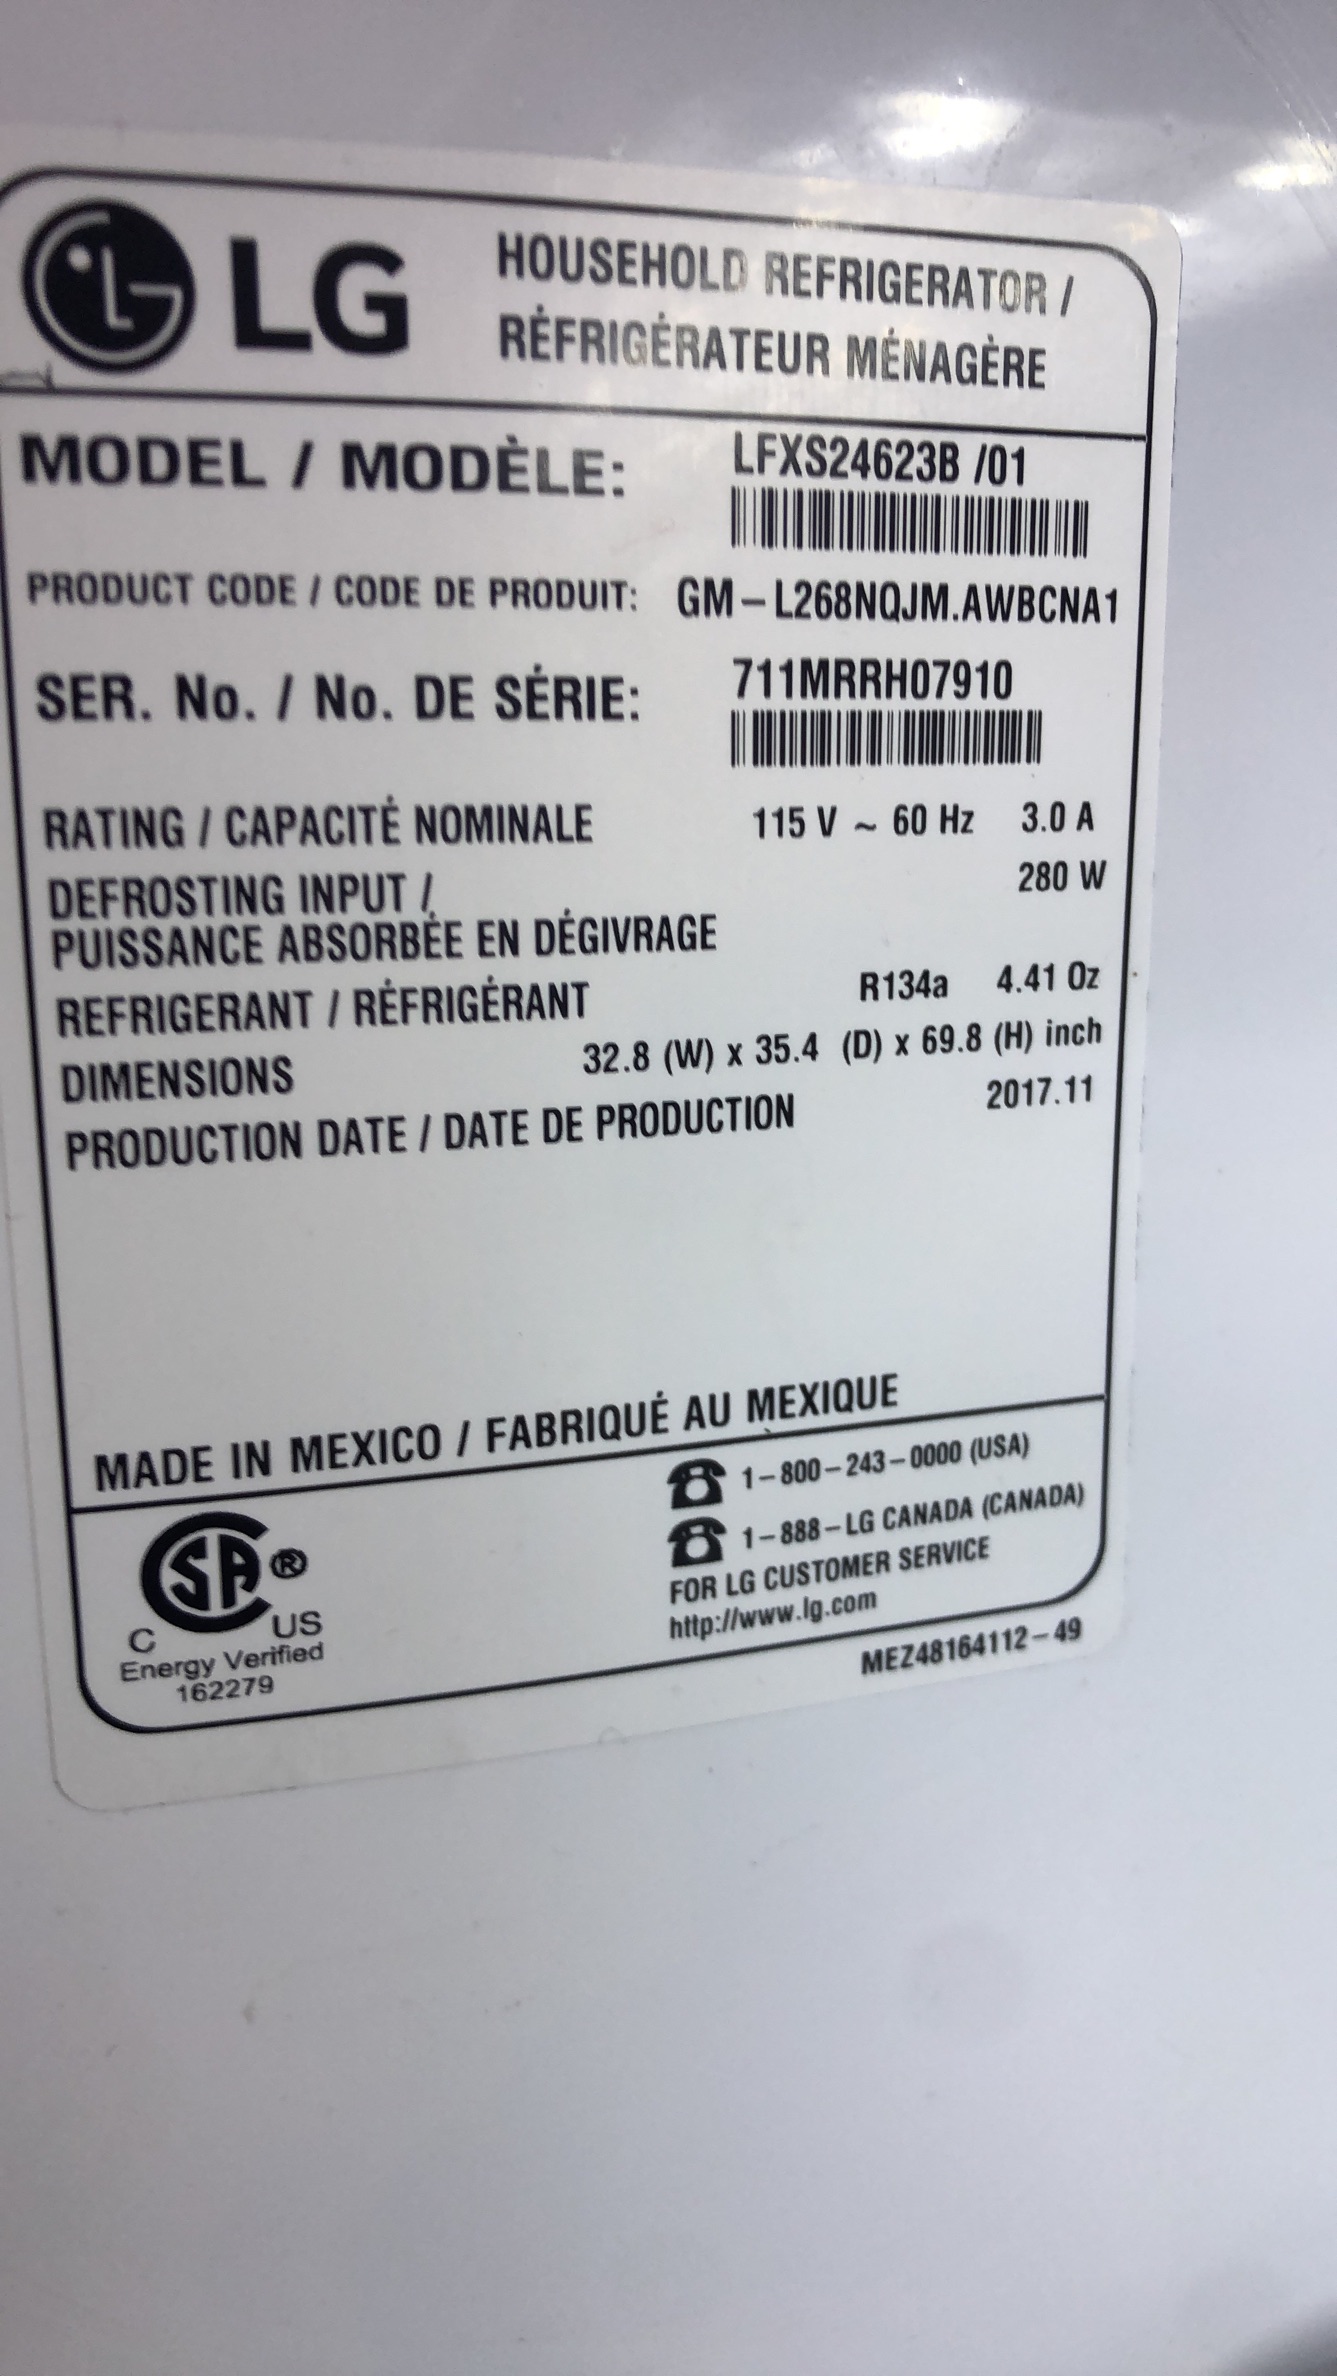 LG
HOUSEHOLD REFRIGERATOR /
RÉFRIGÉRATEUR MÉNAGÈRE
MODEL / MODÈLE: LFXS24623B /01
PRODUCT CODE / CODE DE PRODUIT: GM-L268NQJM.AWBCNA1
SER. No. / No. DE SÉRIE: 711MRRH07910
RATING / CAPACITÉ NOMINALE 115 V ~ 60 Hz 3.0 A
DEFROSTING INPUT / 280 W
PUISSANCE ABSORBÉE EN DÉGIVRAGE
REFRIGERANT / RÉFRIGÉRANT R134a 4.41 Oz
DIMENSIONS 32.8 (W) x 35.4 (D) x 69.8 (H) inch
PRODUCTION DATE / DATE DE PRODUCTION 2017.11
MADE IN MEXICO / FABRIQUÉ AU MEXIQUE
SA®
C US
Energy Verified
162279
1-800-243-0000 (USA)
1-888-LG CANADA (CANADA)
FOR LG CUSTOMER SERVICE
http://www.lg.com
MEZ48164112-49